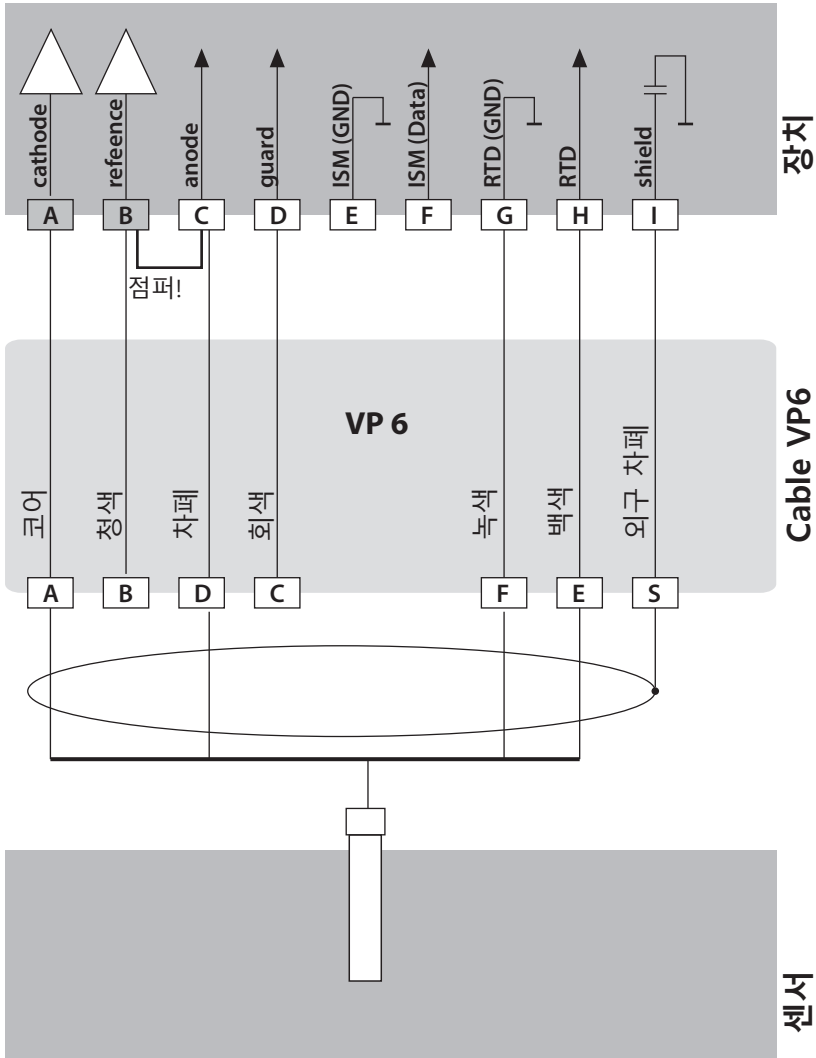 cathode
refeence
anode
guard
ISM (GND)
ISM (Data)
RTD (GND)
RTD
shield
장치
A
B
C
D
E
F
G
H
I
점퍼!
VP 6
코어
청색
차폐
회색
녹색
백색
외구 차폐
Cable VP6
A
B
D
C
F
E
S
센서